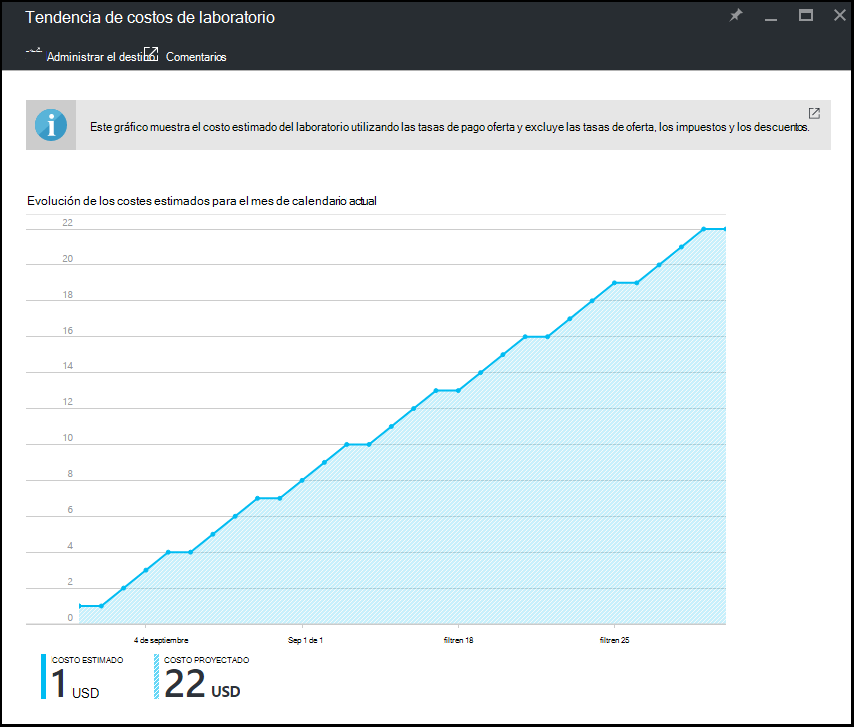 Tendencia de costos de laboratorio
Administrar el destino Comentarios
Este gráfico muestra el costo estimado del laboratorio utilizando las tasas de pago oferta y excluye las tasas de oferta, los impuestos y los descuentos.
Evolución de los costes estimados para el mes de calendario actual
22
20
18
16
14
12
10
8
6
4
2
0
4 de septiembre Sep 1 de 1 filtren 18 filtren 25
COSTO ESTIMADO COSTO PROYECTADO
1 USD 22 USD